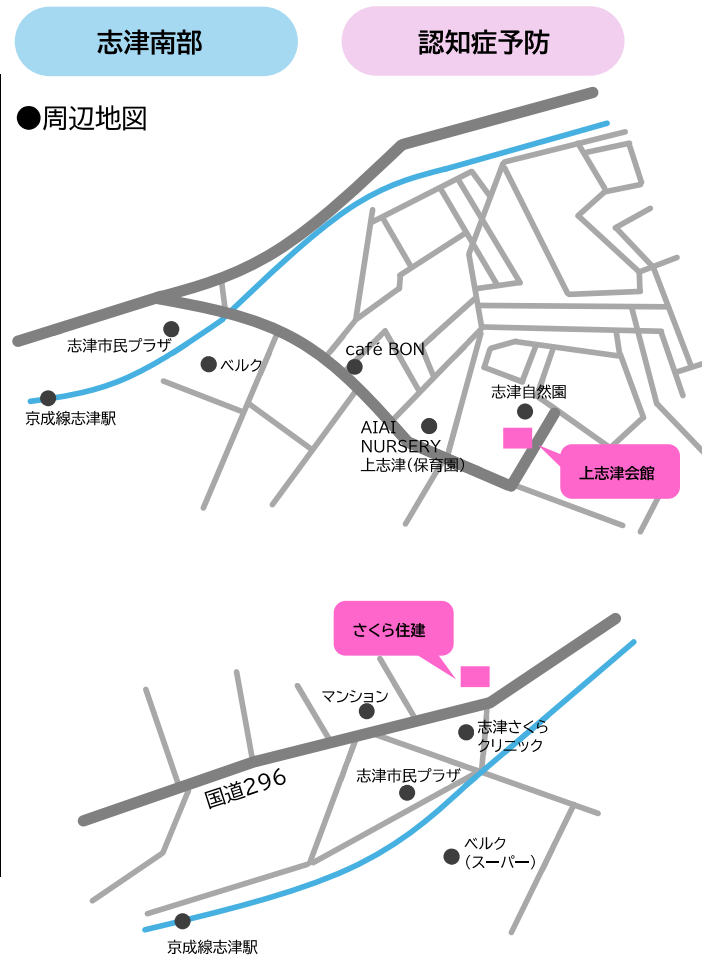 志津南部
認知症予防
●周辺地図
志津市民プラザ
ベルク
京成線志津駅
café BON
志津自然園
AIAI
NURSERY
上志津(保育園)
上志津会館
さくら住建
マンション
志津さくら
クリニック
志津市民プラザ
国道296
ベルク
(スーパー)
京成線志津駅